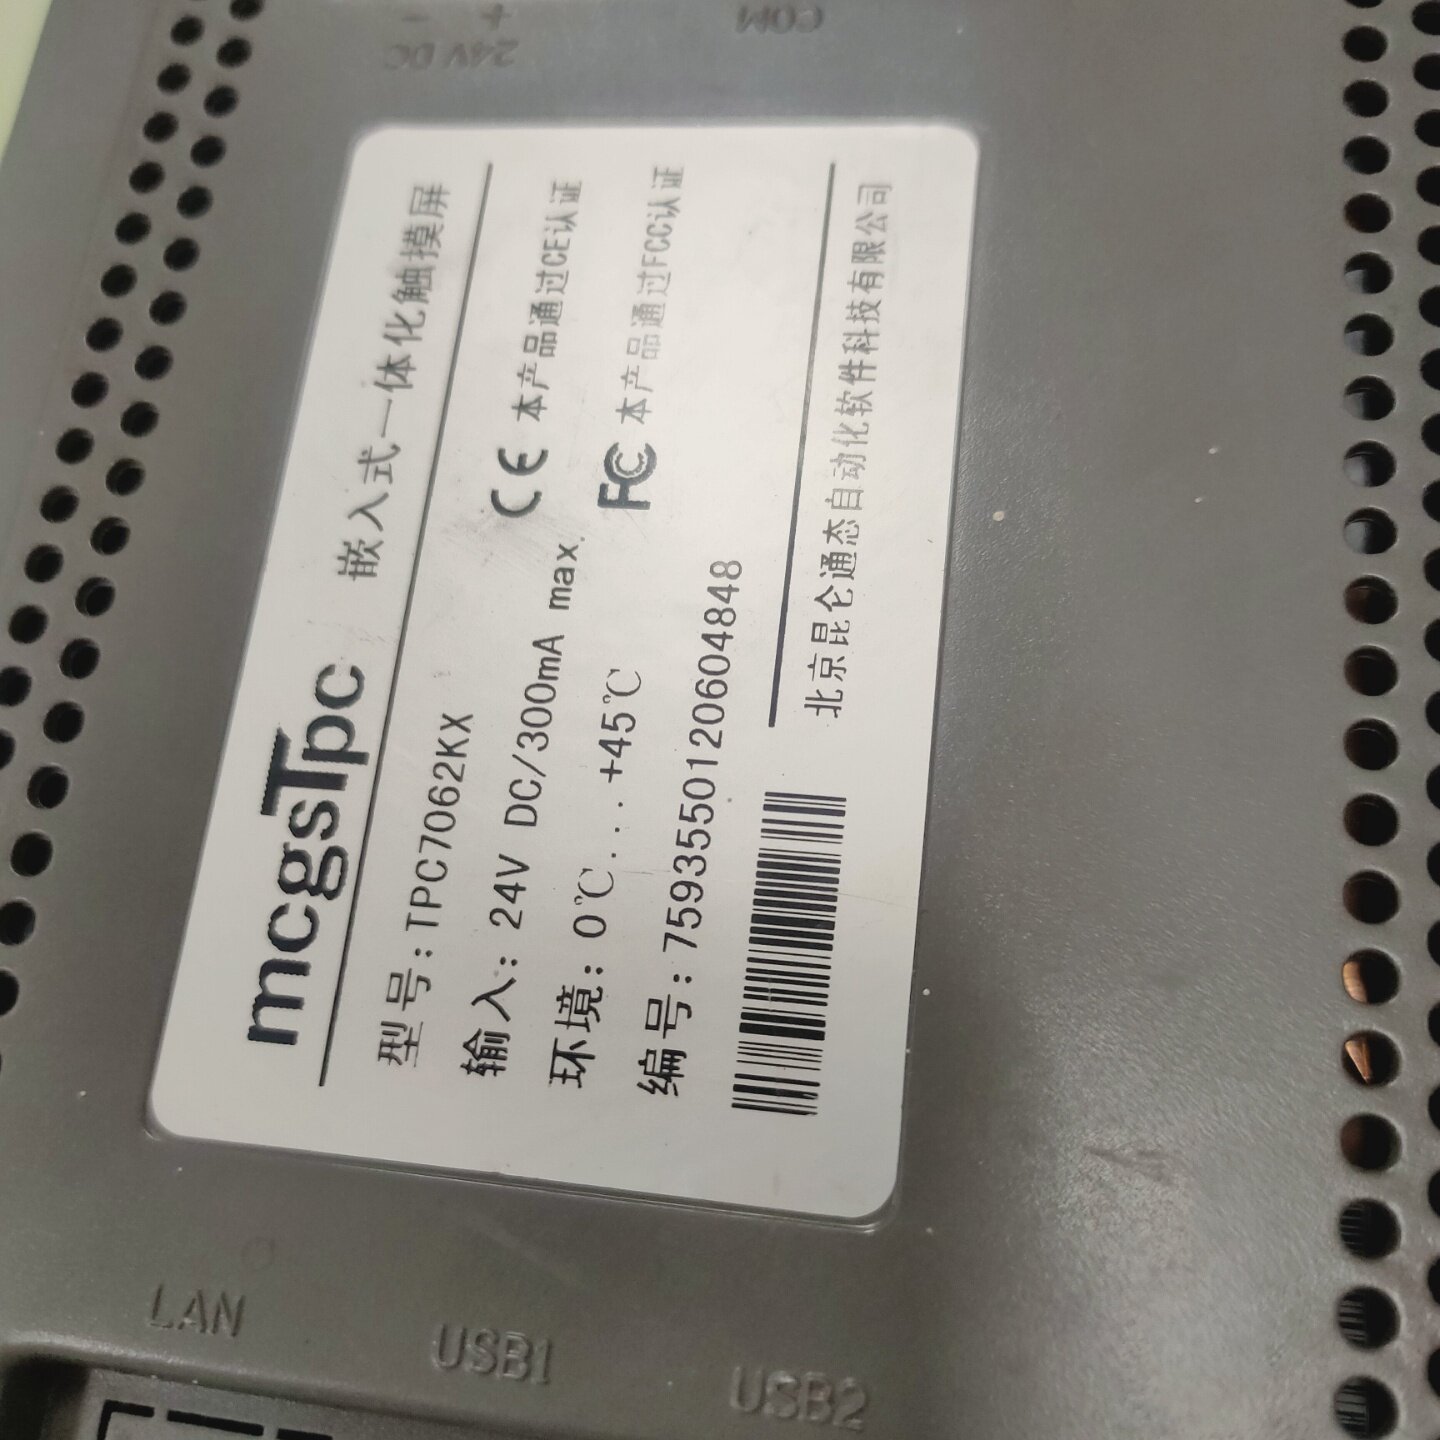 24V DC
+
-
COM
mcgsTpc 嵌入式一体化触摸屏
型号:TPC7062KX
输入: 24V DC/300mA max.
CE 本产品通过CE认证
环境: 0℃....+45℃
FC 本产品通过FCC认证
编号:7593550120604848
北京昆仑通态自动化软件科技有限公司
LAN
USB1
USB2